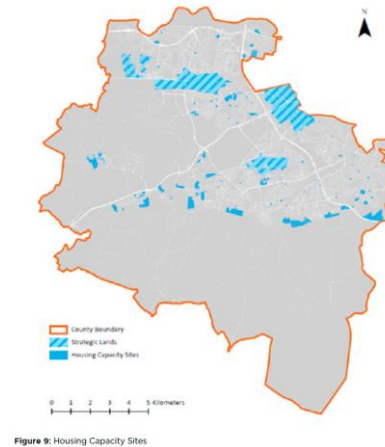 N
County Boundary
Strategic Lands
Housing Capacity Sites
0 1 2 3 4 5 Kilometers
Figure 9: Housing Capacity Sites